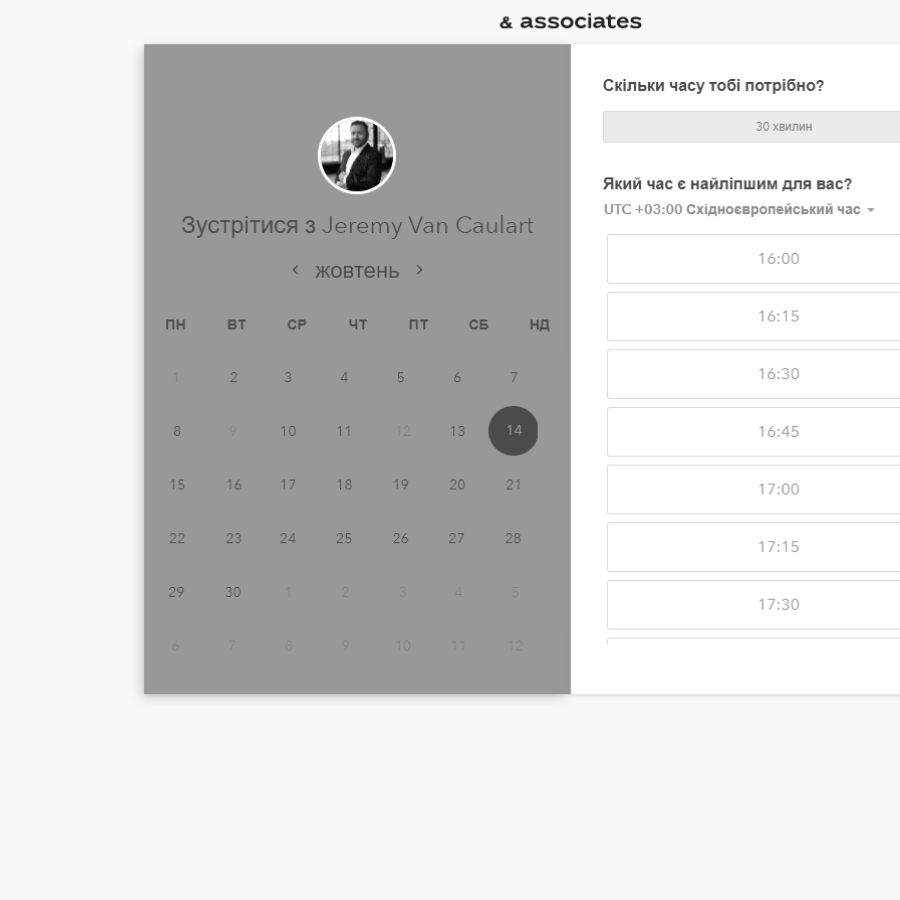 & associates
Зустрітися з Jeremy Van Caulart
жовтень
ПН ВТ СР ЧТ ПТ СБ НД
1 2 3 4 5 6 7
8 9 10 11 12 13 14
15 16 17 18 19 20 21
22 23 24 25 26 27 28
29 30 1 2 3 4 5
6 7 8 9 10 11 12
Скільки часу тобі потрібно?
30 хвилин
Який час є найліпшим для вас?
UTC +03:00 Східноєвропейський час
16:00
16:15
16:30
16:45
17:00
17:15
17:30